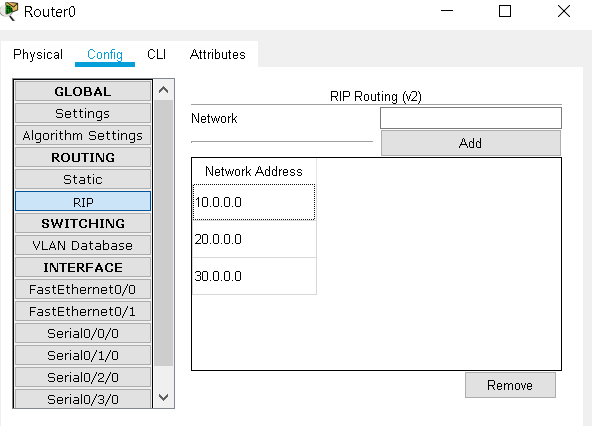 Router0
Physical Config CLI Attributes
GLOBAL
Settings
Algorithm Settings
ROUTING
Static
RIP
SWITCHING
VLAN Database
INTERFACE
FastEthernet0/0
FastEthernet0/1
Serial0/0/0
Serial0/1/0
Serial0/2/0
Serial0/3/0
RIP Routing (v2)
Network
Add
Network Address
10.0.0.0
20.0.0.0
30.0.0.0
Remove